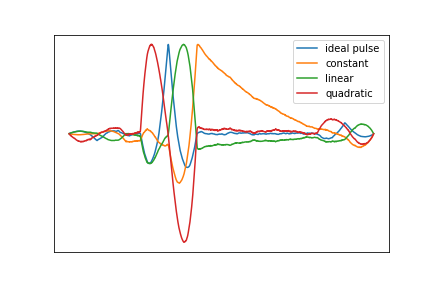 ideal pulse
constant
linear
quadratic